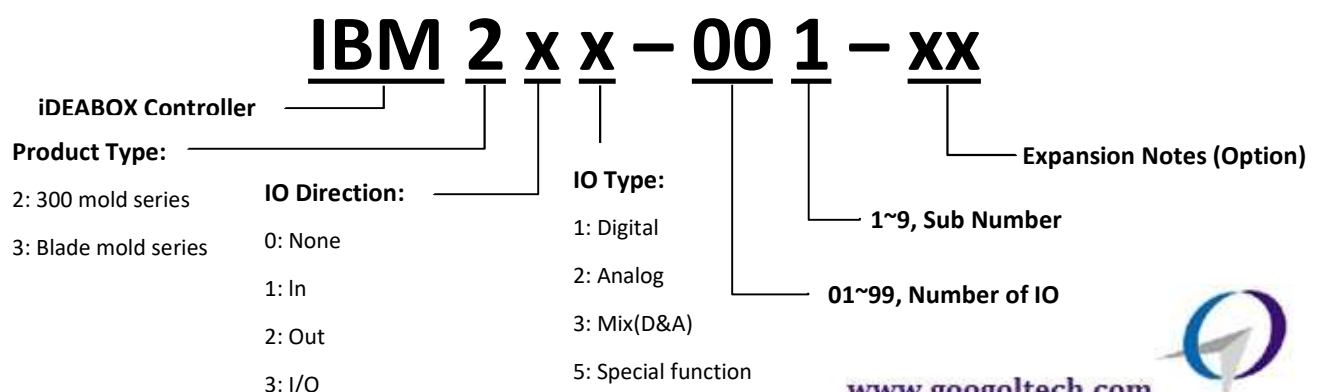 IBM 2 x x – 00 1 – xx
iDEABOX Controller
Product Type:
2: 300 mold series
3: Blade mold series
IO Direction:
0: None
1: In
2: Out
3: I/O
IO Type:
1: Digital
2: Analog
3: Mix(D&A)
5: Special function
Expansion Notes (Option)
1~9, Sub Number
01~99, Number of IO
www.googoltech.com